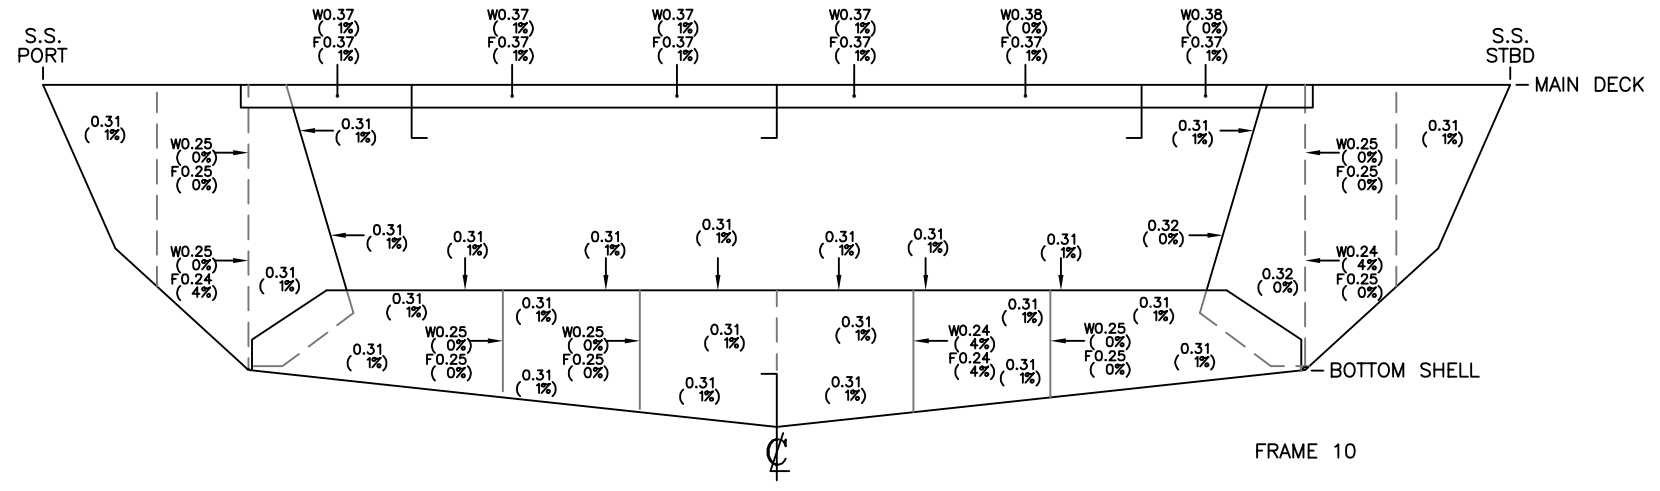 W0.37
( 1%)
F0.37
( 1%)
W0.37
( 1%)
F0.37
( 1%)
W0.37
( 1%)
F0.37
( 1%)
W0.37
( 1%)
F0.37
( 1%)
W0.38
( 0%)
F0.37
( 1%)
W0.38
( 0%)
F0.37
( 1%)
S.S.
PORT
S.S.
STBD
MAIN DECK
0.31
( 1%)
W0.25
( 0%)
F0.25
( 0%)
0.31
( 1%)
0.31
( 1%)
W0.25
( 0%)
F0.25
( 0%)
0.31
( 1%)
W0.25
( 0%)
F0.24
( 4%)
0.31
( 1%)
0.31
( 1%)
0.31
( 1%)
0.31
( 1%)
0.31
( 1%)
0.31
( 1%)
0.31
( 1%)
0.31
( 1%)
0.32
( 0%)
0.32
( 0%)
W0.24
( 4%)
F0.25
( 0%)
0.31
( 1%)
0.31
( 1%)
0.31
( 1%)
0.31
( 1%)
0.31
( 1%)
0.31
( 1%)
0.31
( 1%)
W0.25
( 0%)
F0.25
( 0%)
W0.25
( 0%)
F0.25
( 0%)
W0.24
( 4%)
F0.24
( 4%)
W0.25
( 0%)
F0.25
( 0%)
0.31
( 1%)
0.31
( 1%)
0.31
( 1%)
0.31
( 1%)
0.31
( 1%)
0.31
( 1%)
BOTTOM SHELL
FRAME 10